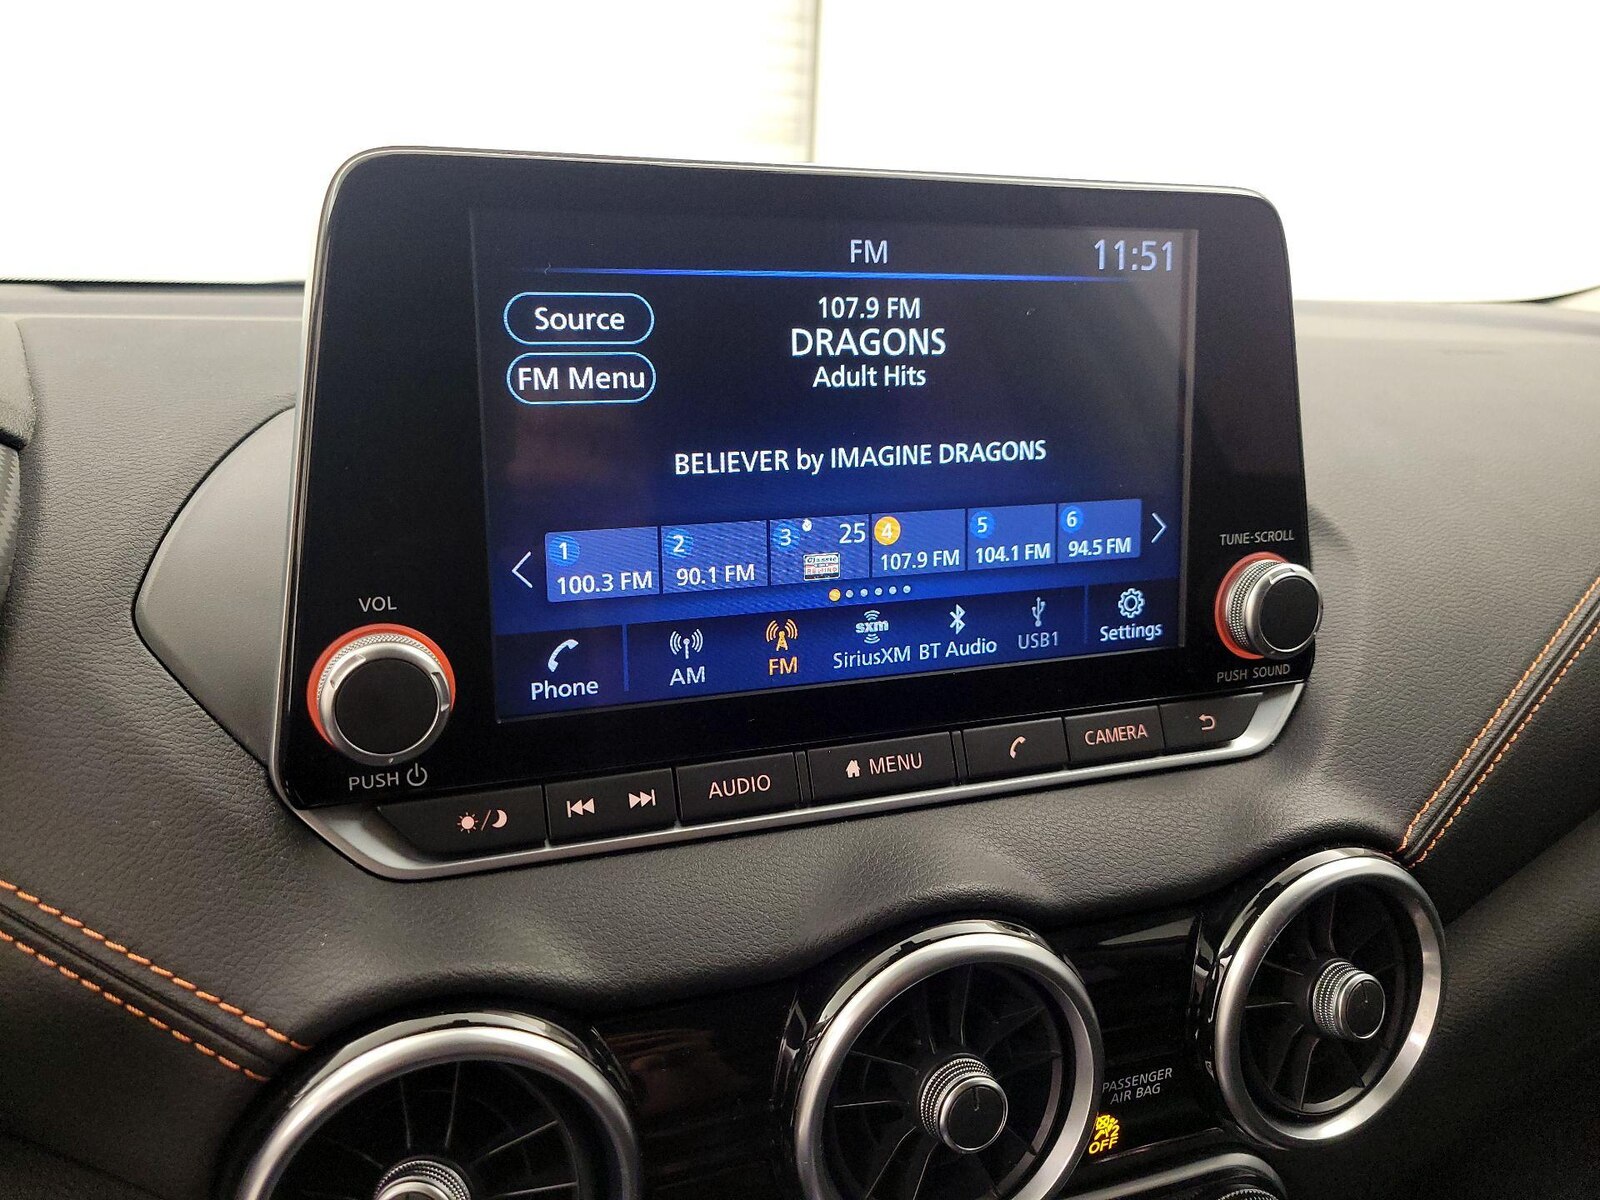 FM
11:51
Source
107.9 FM
DRAGONS
FM Menu
Adult Hits
BELIEVER by IMAGINE DRAGONS
1
100.3 FM
2
90.1 FM
3
25
Classic
REWIND
4
107.9 FM
5
104.1 FM
6
94.5 FM
Phone
AM
FM
sxm
SiriusXM
BT Audio
USB1
Settings
VOL
PUSH
TUNE-SCROLL
PUSH SOUND
AUDIO
MENU
CAMERA
PASSENGER
AIR BAG
OFF